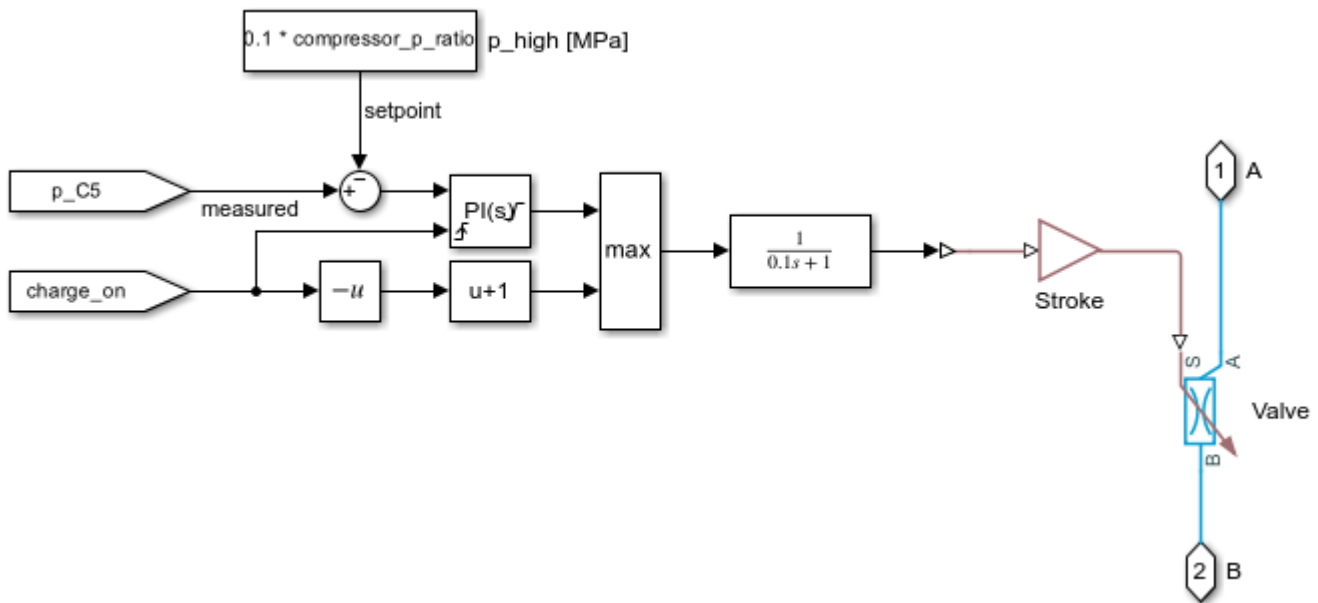 0.1 * compressor_p_ratio
p_high [MPa]
setpoint
p_C5
measured
+
−
PI(s)
charge_on
−u
u+1
max
1
0.1s + 1
Stroke
1
A
S
A
Valve
B
2
B